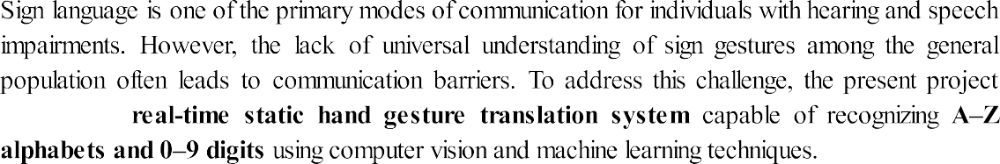 Sign language is one of the primary modes of communication for individuals with hearing and speech
impairments. However, the lack of universal understanding of sign gestures among the general
population often leads to communication barriers. To address this challenge, the present project
real-time static hand gesture translation system capable of recognizing A–Z
alphabets and 0–9 digits using computer vision and machine learning techniques.